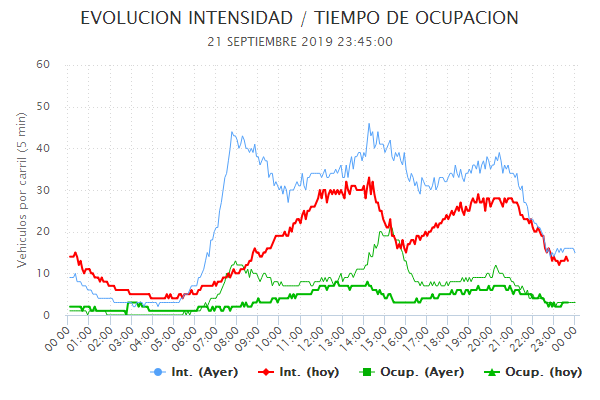 EVOLUCION INTENSIDAD / TIEMPO DE OCUPACION
21 SEPTIEMBRE 2019 23:45:00
Vehiculos por carril (5 min)
60
50
40
30
20
10
0
00:00 01:00 02:00 03:00 04:00 05:00 06:00 07:00 08:00 09:00 10:00 11:00 12:00 13:00 14:00 15:00 16:00 17:00 18:00 19:00 20:00 21:00 22:00 23:00 00:00
Int. (Ayer) Int. (hoy) Ocup. (Ayer) Ocup. (hoy)